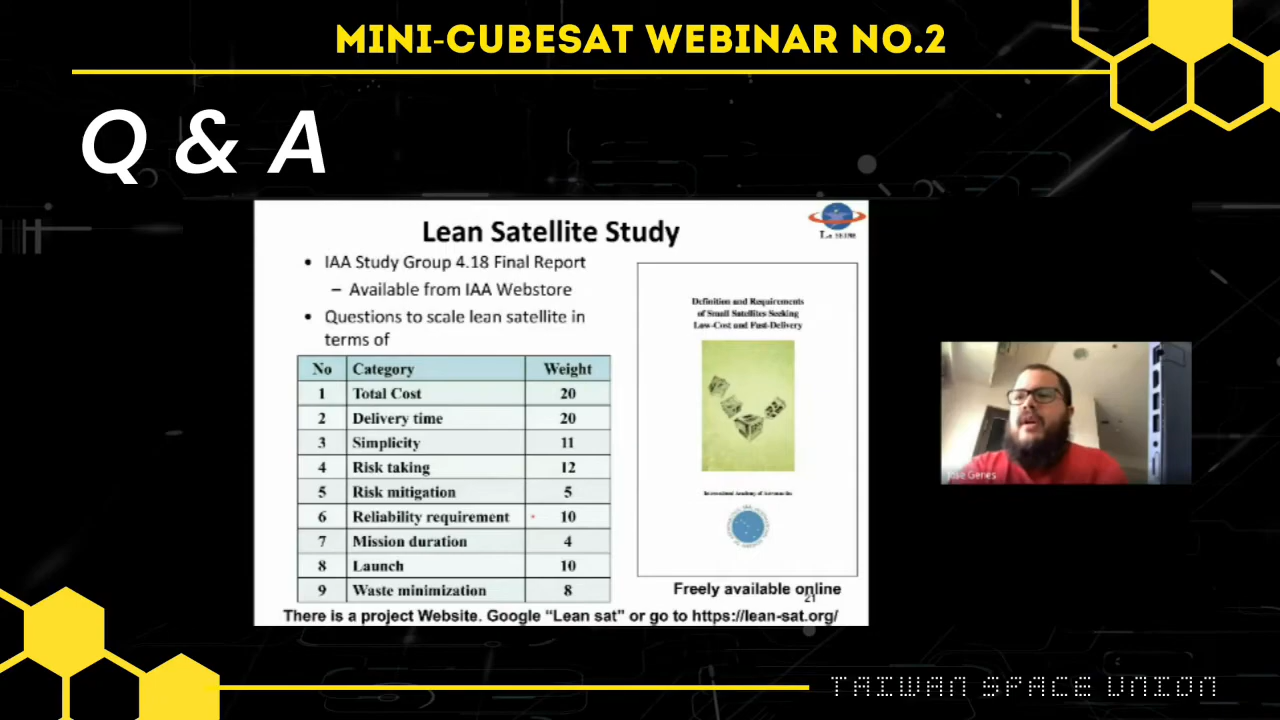 MINI-CUBESAT WEBINAR NO.2
Q & A
Lean Satellite Study
• IAA Study Group 4.18 Final Report
– Available from IAA Webstore
• Questions to scale lean satellite in
terms of
No Category Weight
1 Total Cost 20
2 Delivery time 20
3 Simplicity 11
4 Risk taking 12
5 Risk mitigation 5
6 Reliability requirement 10
7 Mission duration 4
8 Launch 10
9 Waste minimization 8
Definition and Requirements
of Small Satellites Seeking
Low-Cost and Fast-Delivery
International Academy of Astronautics
Freely available online
21
There is a project Website. Google “Lean sat” or go to https://lean-sat.org/
Jose Genes
TAIWAN SPACE UNION